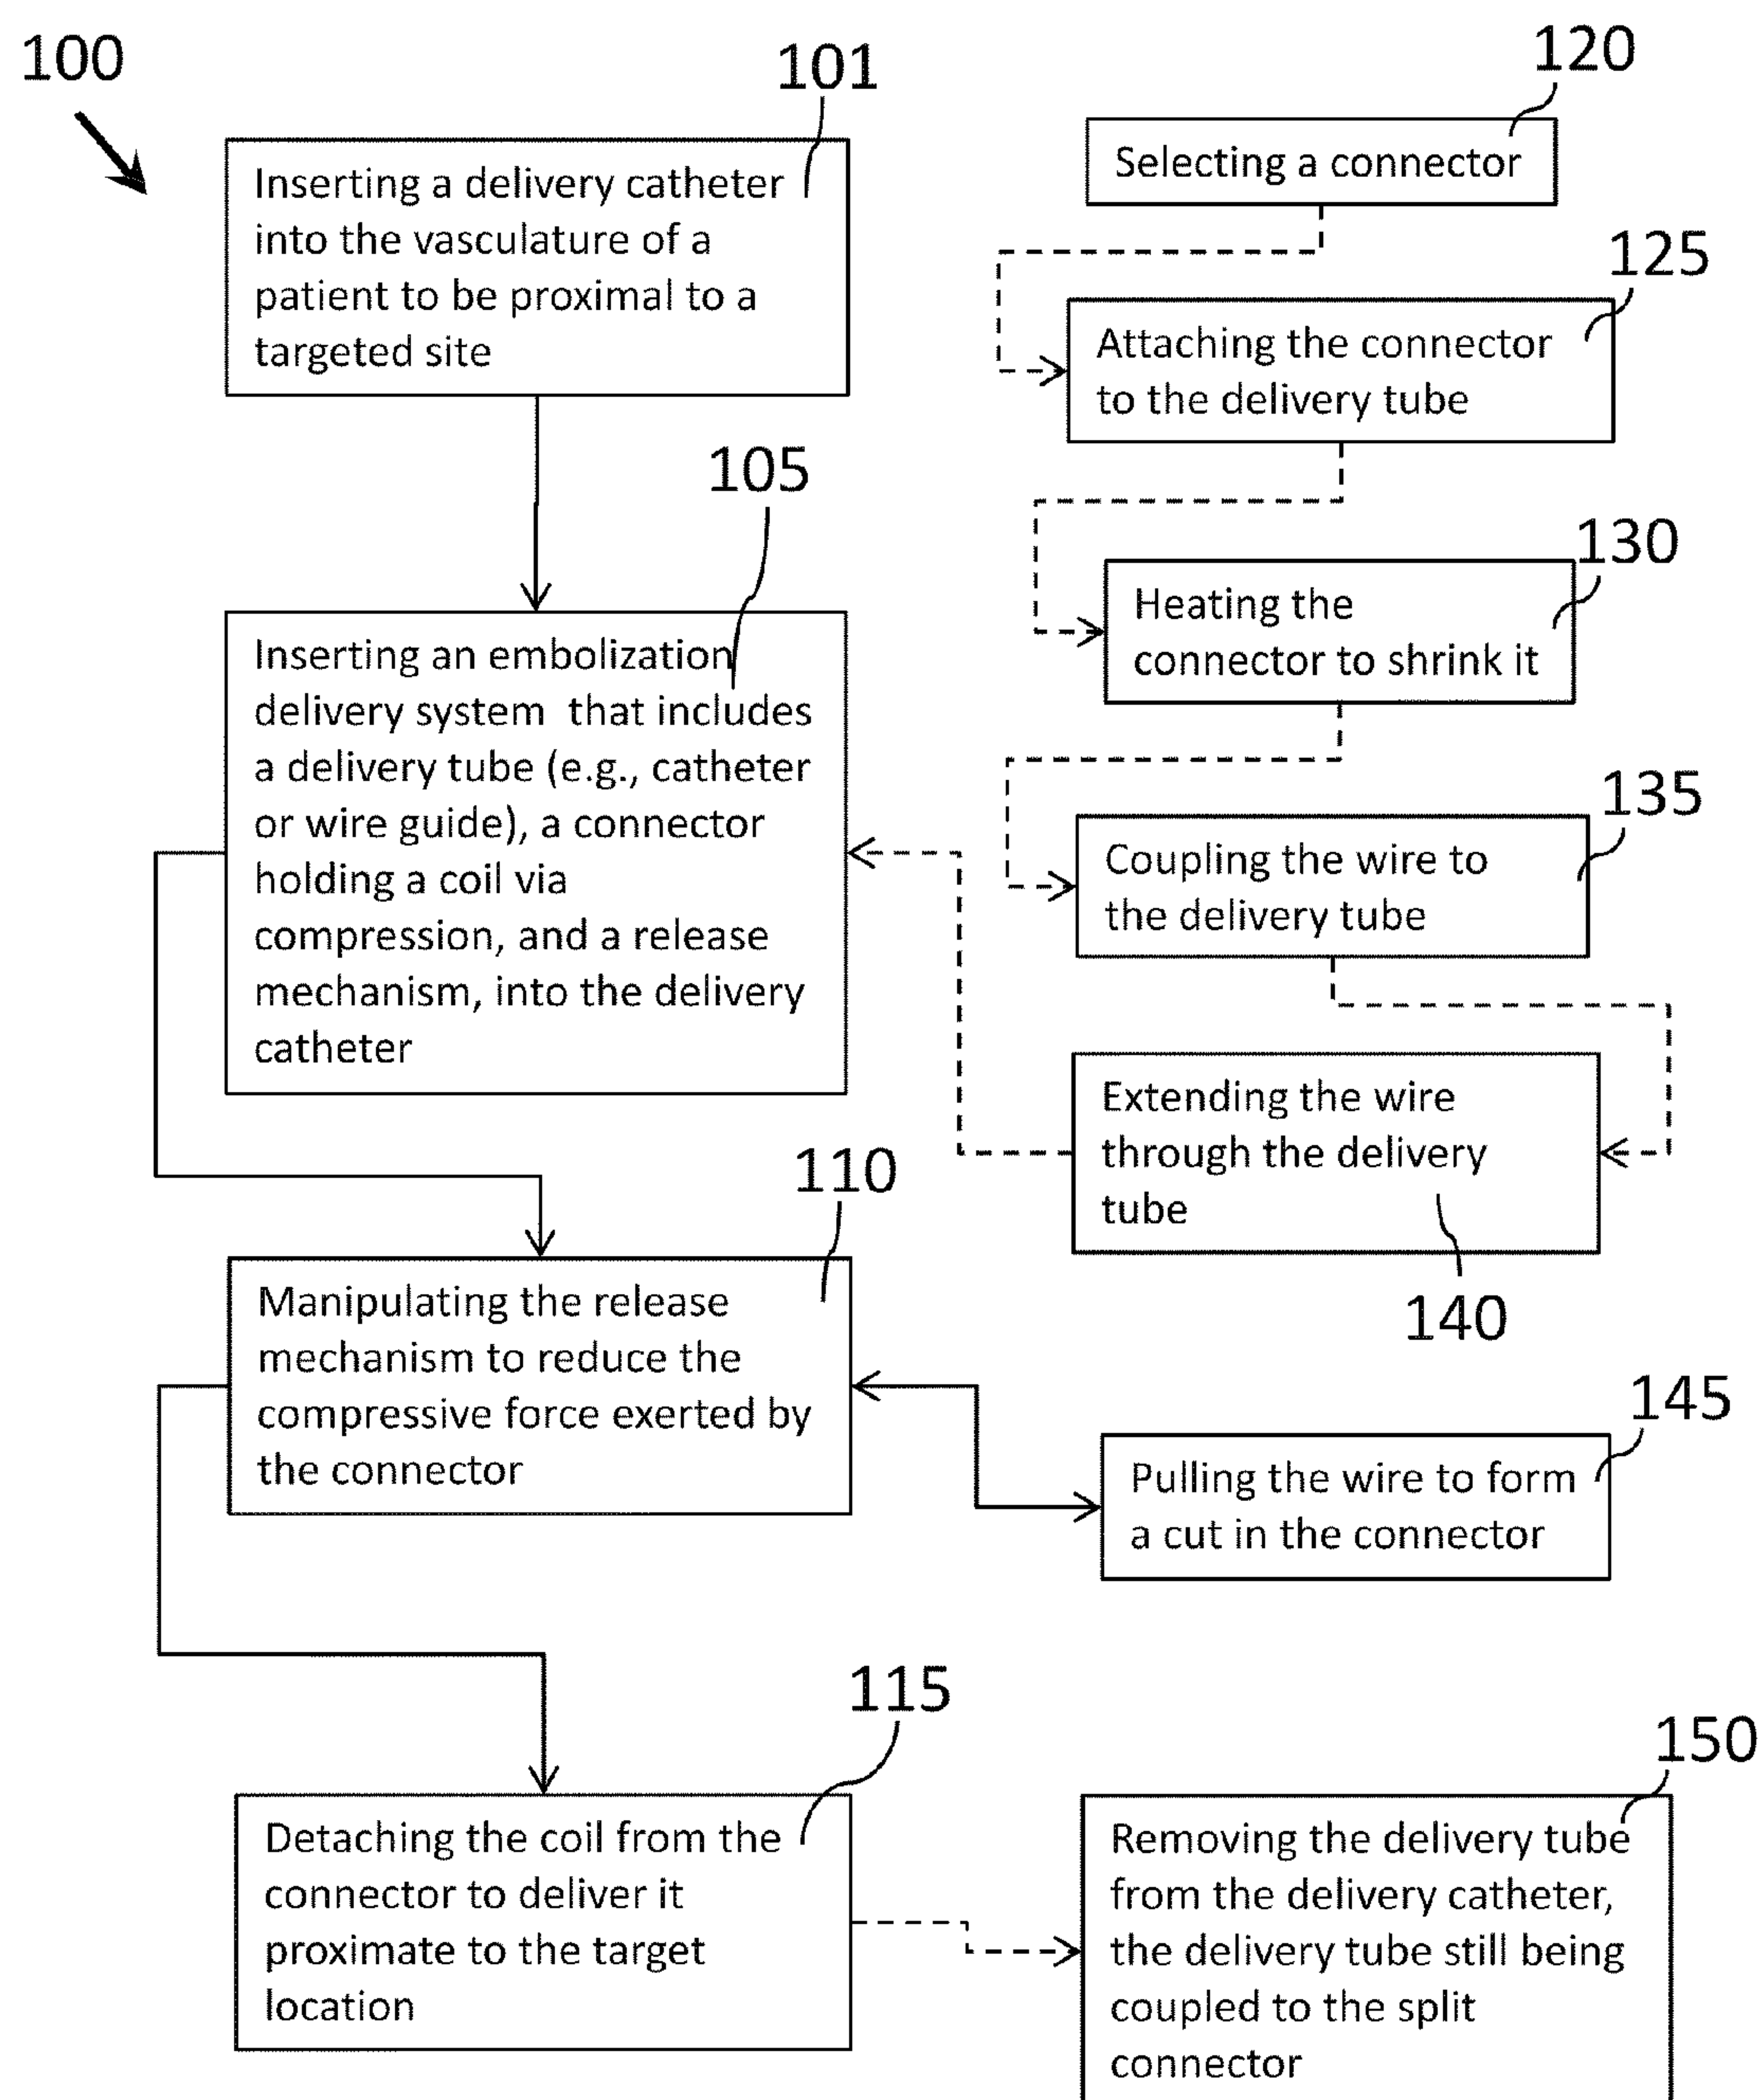 100
101
Inserting a delivery catheter
into the vasculature of a
patient to be proximal to a
targeted site
105
Inserting an embolization
delivery system that includes
a delivery tube (e.g., catheter
or wire guide), a connector
holding a coil via
compression, and a release
mechanism, into the delivery
catheter
110
Manipulating the release
mechanism to reduce the
compressive force exerted by
the connector
115
Detaching the coil from the
connector to deliver it
proximate to the target
location
120
Selecting a connector
125
Attaching the connector
to the delivery tube
130
Heating the
connector to shrink it
135
Coupling the wire to
the delivery tube
Extending the wire
through the delivery
tube
140
145
Pulling the wire to form
a cut in the connector
150
Removing the delivery tube
from the delivery catheter,
the delivery tube still being
coupled to the split
connector